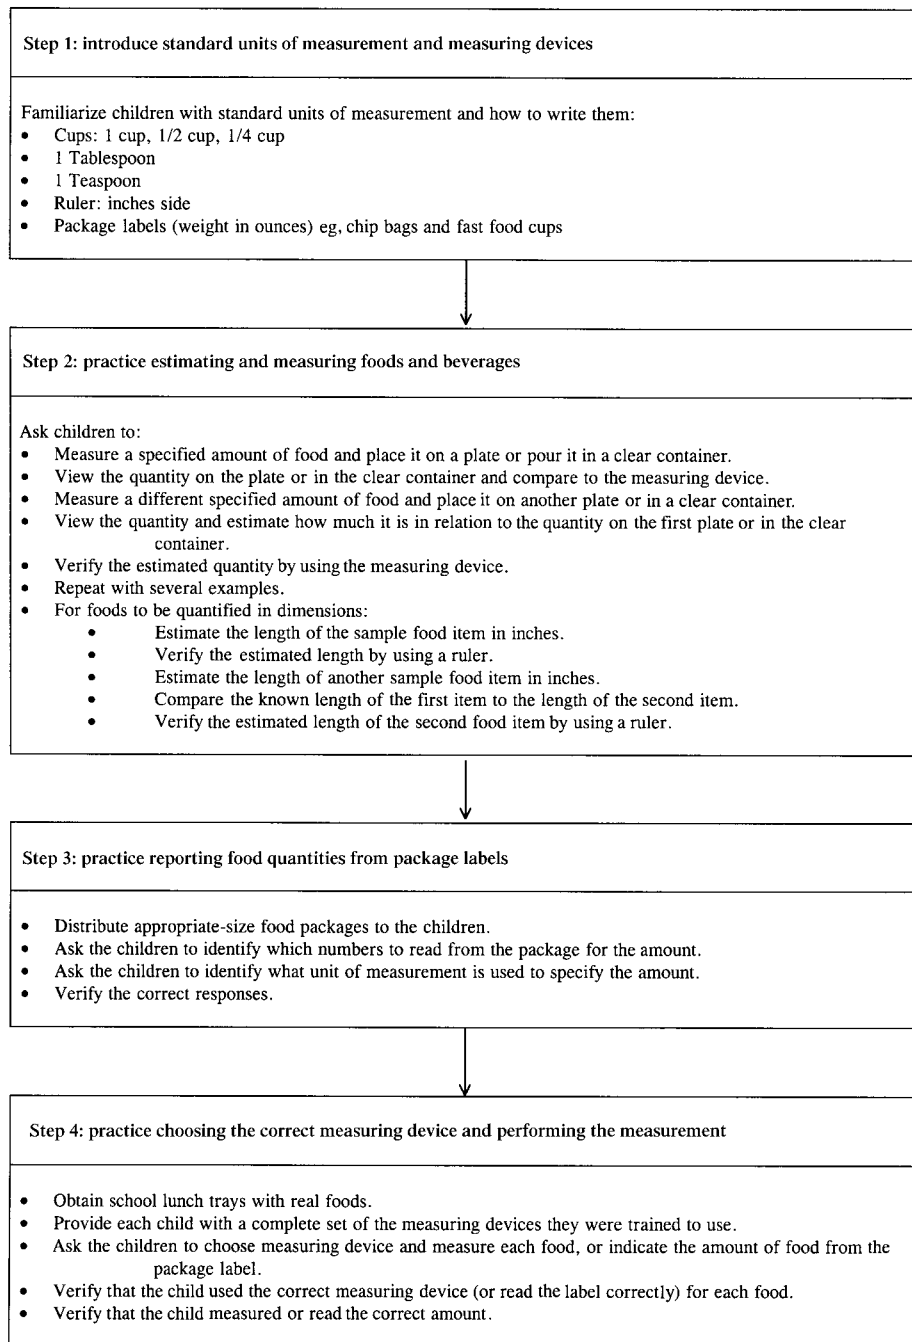 Step 1: introduce standard units of measurement and measuring devices
Familiarize children with standard units of measurement and how to write them:
• Cups: 1 cup, 1/2 cup, 1/4 cup
• 1 Tablespoon
• 1 Teaspoon
• Ruler: inches side
• Package labels (weight in ounces) eg, chip bags and fast food cups
Step 2: practice estimating and measuring foods and beverages
Ask children to:
• Measure a specified amount of food and place it on a plate or pour it in a clear container.
• View the quantity on the plate or in the clear container and compare to the measuring device.
• Measure a different specified amount of food and place it on another plate or in a clear container.
• View the quantity and estimate how much it is in relation to the quantity on the first plate or in the clear
container.
• Verify the estimated quantity by using the measuring device.
• Repeat with several examples.
• For foods to be quantified in dimensions:
• Estimate the length of the sample food item in inches.
• Verify the estimated length by using a ruler.
• Estimate the length of another sample food item in inches.
• Compare the known length of the first item to the length of the second item.
• Verify the estimated length of the second food item by using a ruler.
Step 3: practice reporting food quantities from package labels
• Distribute appropriate-size food packages to the children.
• Ask the children to identify which numbers to read from the package for the amount.
• Ask the children to identify what unit of measurement is used to specify the amount.
• Verify the correct responses.
Step 4: practice choosing the correct measuring device and performing the measurement
• Obtain school lunch trays with real foods.
• Provide each child with a complete set of the measuring devices they were trained to use.
• Ask the children to choose measuring device and measure each food, or indicate the amount of food from the
package label.
• Verify that the child used the correct measuring device (or read the label correctly) for each food.
• Verify that the child measured or read the correct amount.